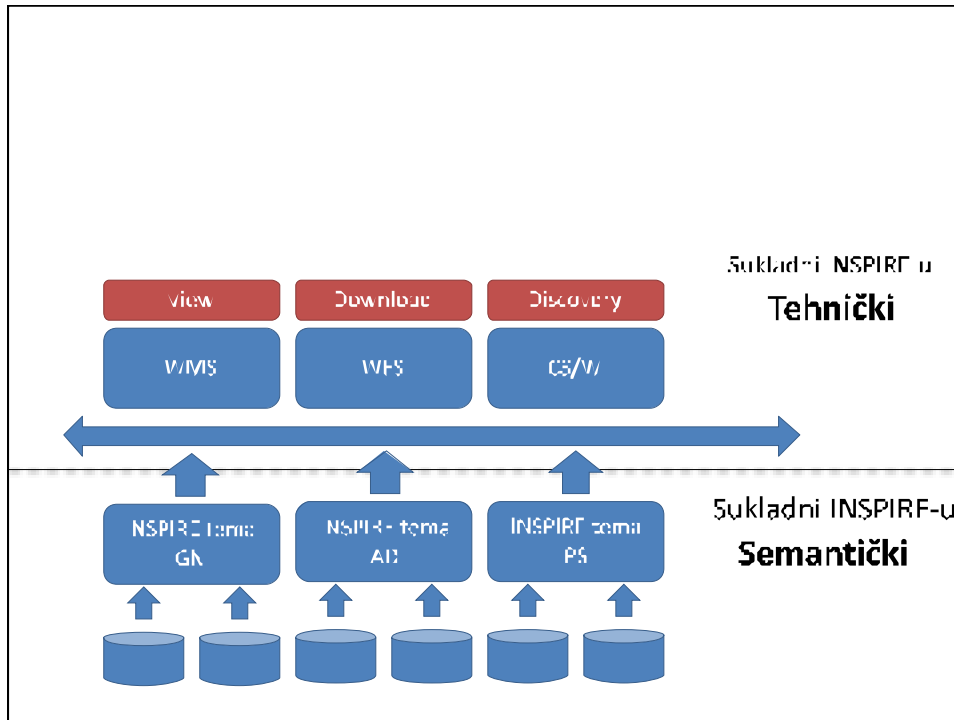 Sukladni INSPIRE-u
Tehnički
View
Download
Discovery
WMS
WFS
CS/W
Sukladni INSPIRE-u
Semantički
INSPIRE tema
GN
INSPIRE tema
AD
INSPIRE tema
PS